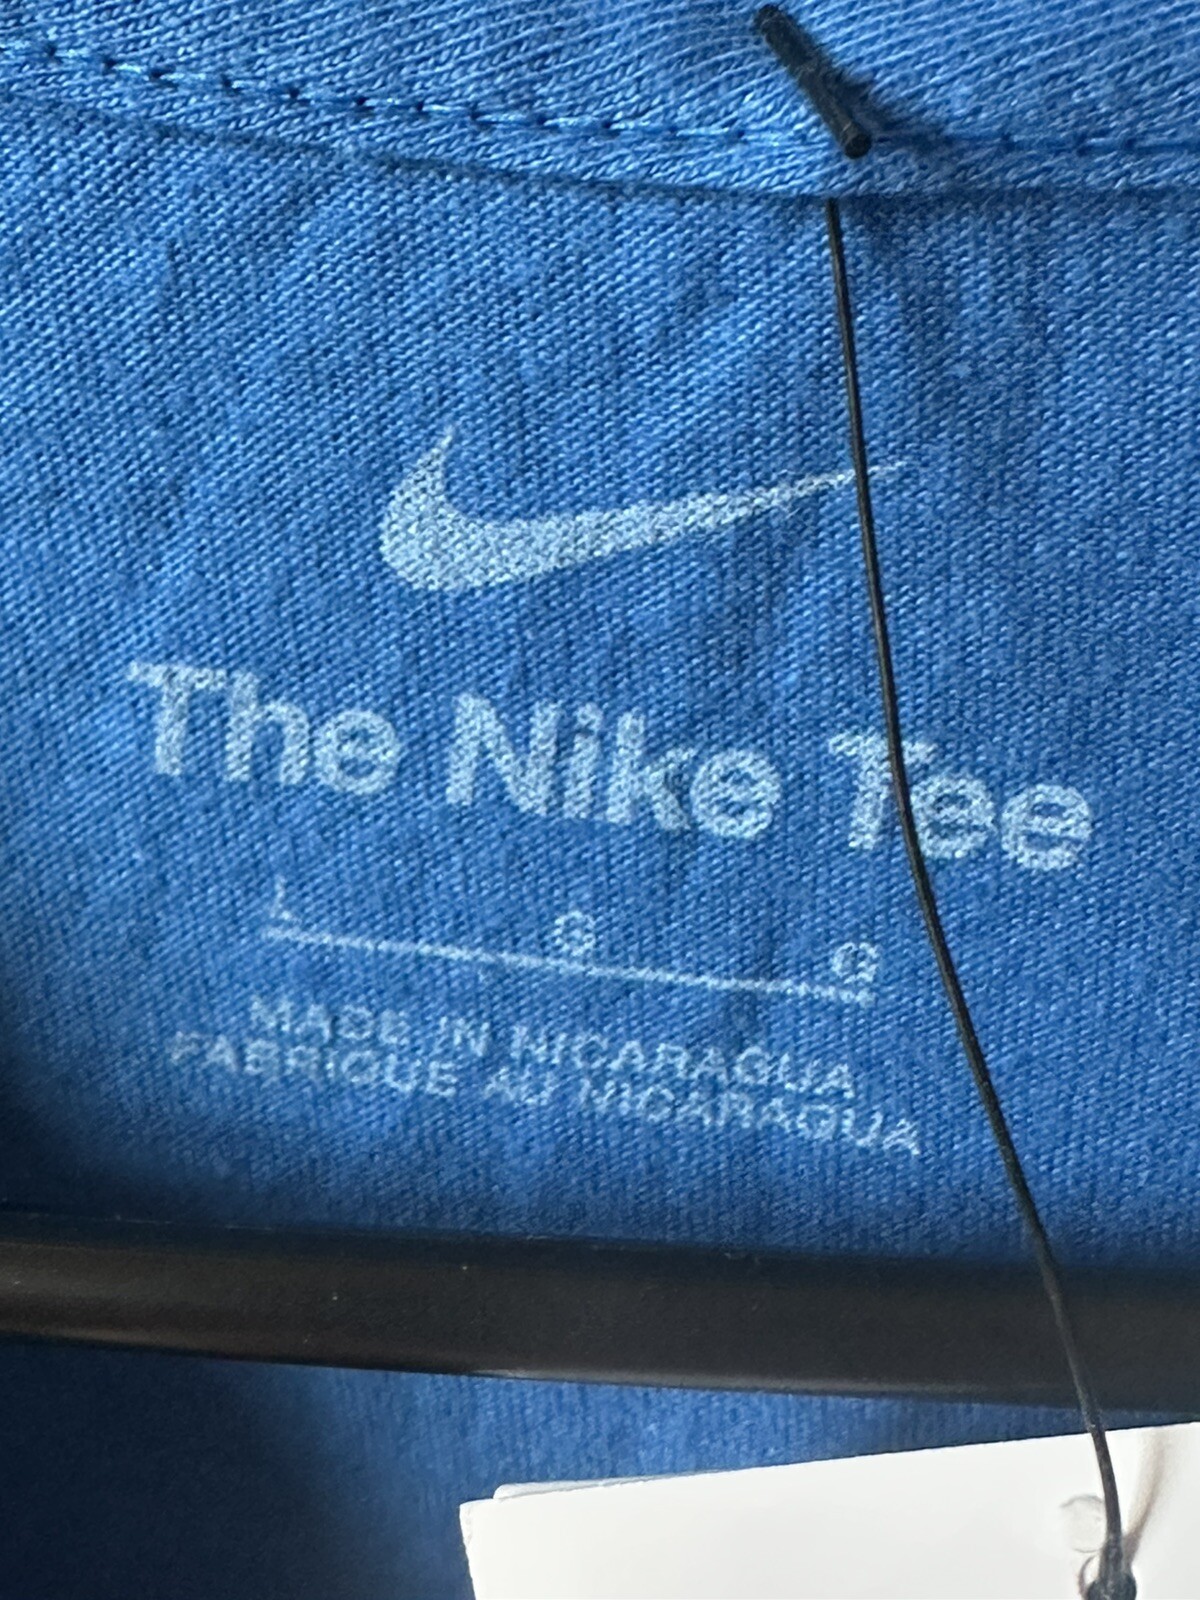 The Nike Tee
L G G
MADE IN NICARAGUA
FABRIQUE AU NICARAGUA